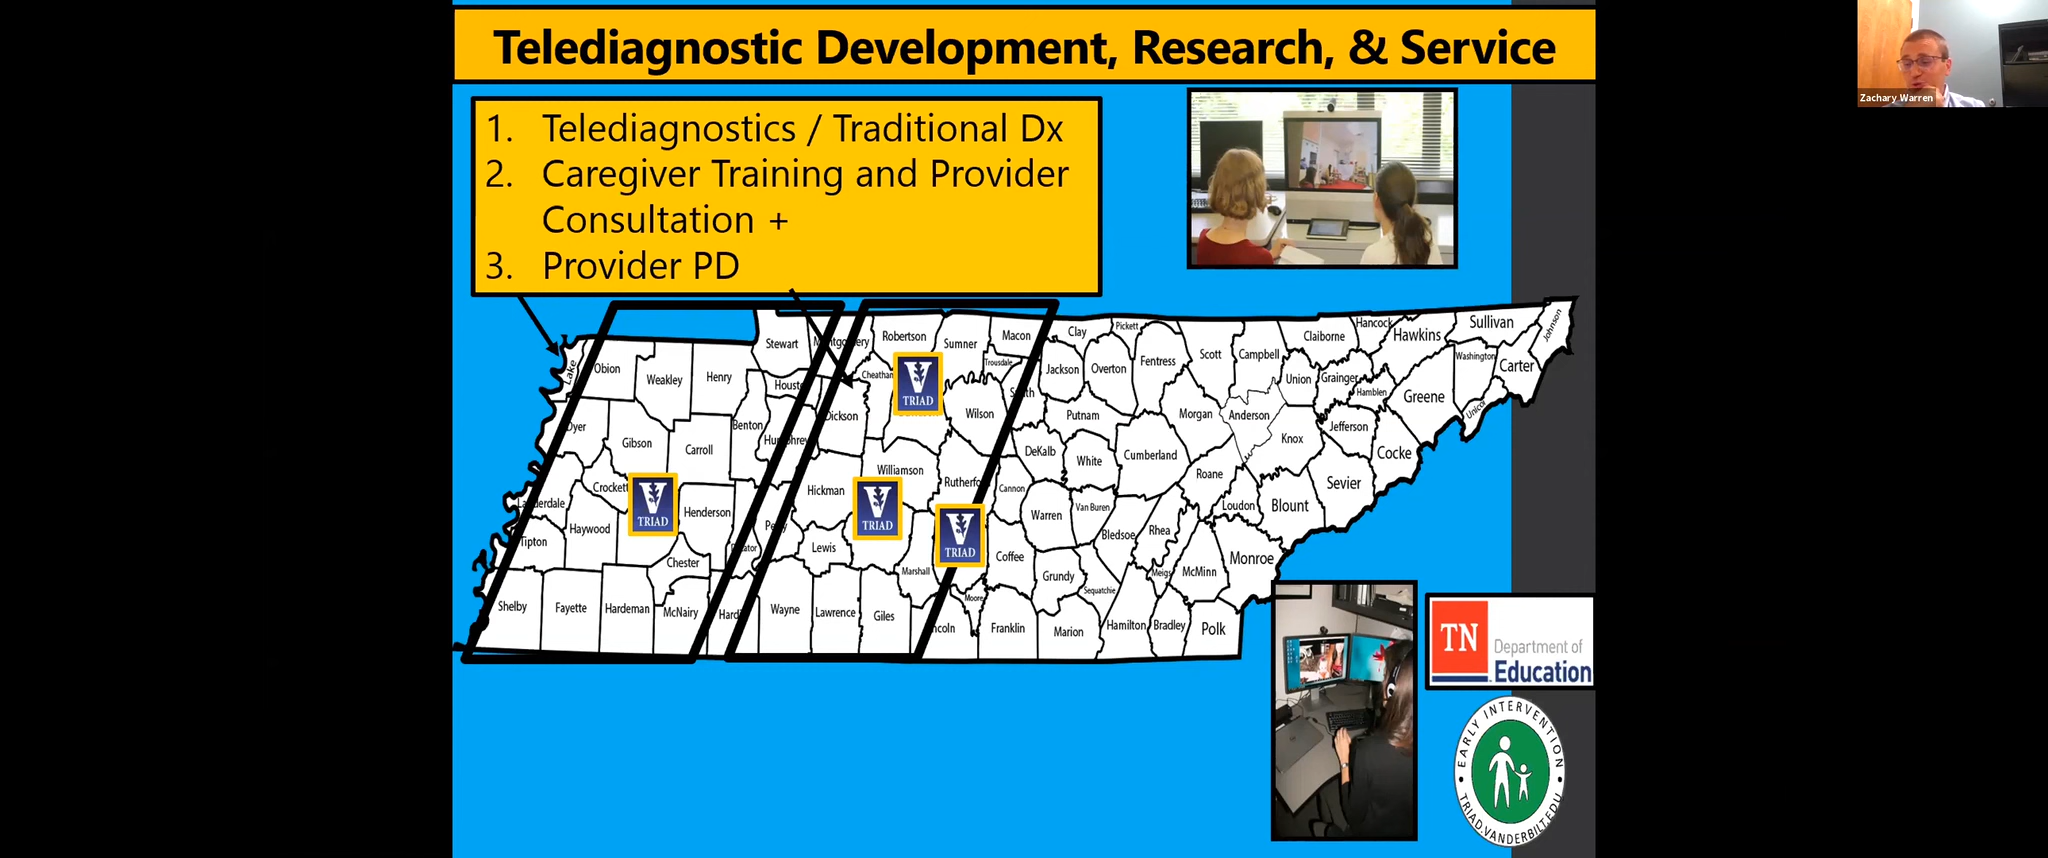 Telediagnostic Development, Research, & Service
Zachary Warren
1. Telediagnostics / Traditional Dx
2. Caregiver Training and Provider
Consultation +
3. Provider PD
Lake
Obion
Weakley
Henry
Stewart
Robertson
Sumner
Macon
Trousdale
Clay
Pickett
Fentress
Scott
Campbell
Claiborne
Hancock
Hawkins
Sullivan
Johnson
Washington
Carter
Cheatham
Jackson
Overton
Union
Grainger
Hamblen
Greene
Unicoi
Dyer
Gibson
Carroll
Benton
Dickson
Wilson
Putnam
Morgan
Anderson
Knox
Jefferson
Cocke
Sevier
Crockett
Williamson
DeKalb
White
Cumberland
Roane
Loudon
Blount
Haywood
Henderson
Hickman
Cannon
Warren
Van Buren
Bledsoe
Rhea
Monroe
Tipton
Chester
Lewis
Marshall
Coffee
Grundy
Sequatchie
Meigs
McMinn
Shelby
Fayette
Hardeman
McNairy
Wayne
Lawrence
Giles
Moore
Franklin
Marion
Hamilton
Bradley
Polk
V TRIAD
V TRIAD
V TRIAD
V TRIAD
TN
Department of
Education
EARLY INTERVENTION
TRIAD.VANDERBILT.EDU